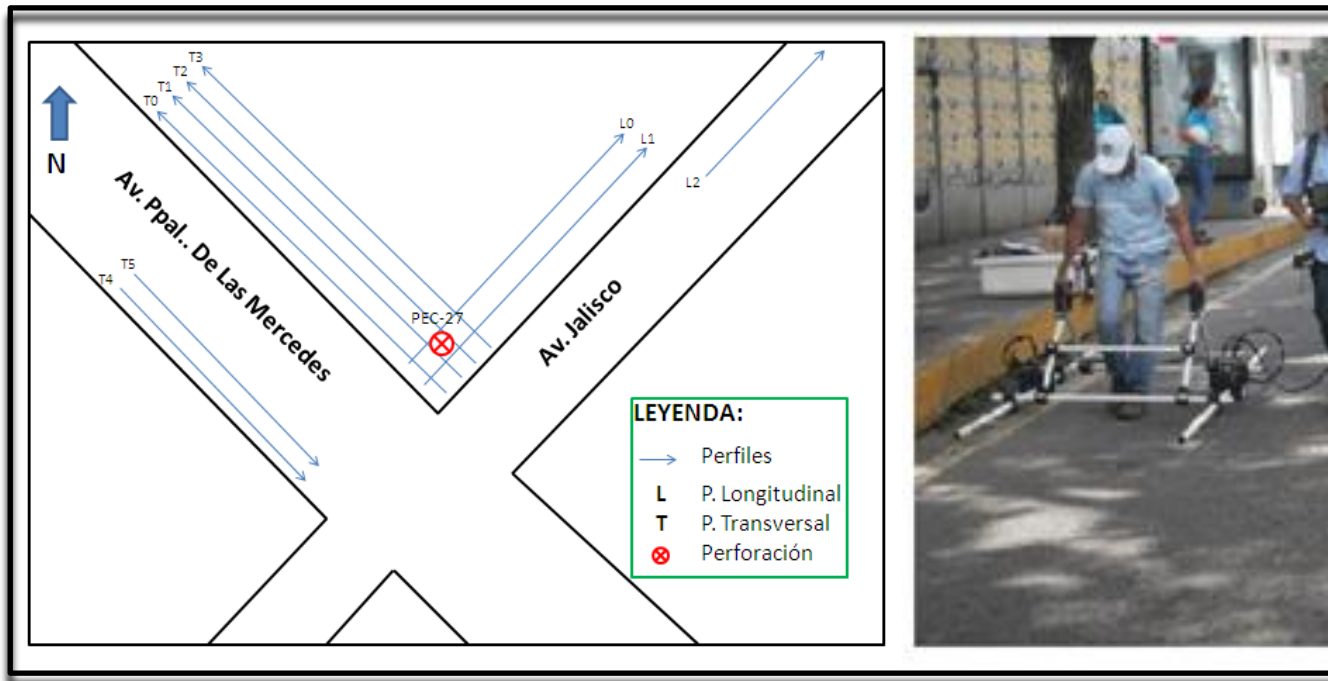 T3
T2
T1
T0
L0
L1
N
L2
Av. Ppal.. De Las Mercedes
T5
T4
PEC-27
Av. Jalisco
LEYENDA:
Perfiles
L P. Longitudinal
T P. Transversal
Perforación